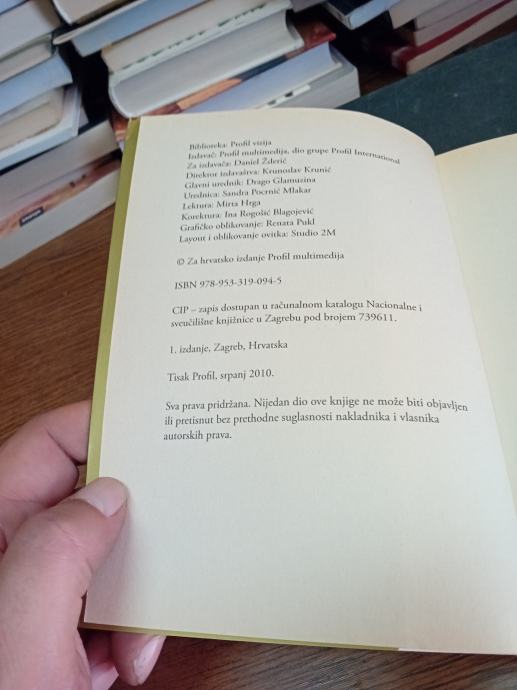 Biblioteka: Profil vizija
Izdavač: Profil multimedija, dio grupe Profil International
Za izdavača: Daniel Žderić
Direktor izdavaštva: Krunoslav Krunić
Glavni urednik: Drago Glamuzina
Urednica: Sandra Pocrnić Mlakar
Lektura: Mirta Hrga
Korektura: Ina Rogošić Blagojević
Grafičko oblikovanje: Renata Pukl
Layout i oblikovanje ovitka: Studio 2M
© Za hrvatsko izdanje Profil multimedija
ISBN 978-953-319-094-5
CIP – zapis dostupan u računalnom katalogu Nacionalne i
sveučilišne knjižnice u Zagrebu pod brojem 739611.
1. izdanje, Zagreb, Hrvatska
Tisak Profil, srpanj 2010.
Sva prava pridržana. Nijedan dio ove knjige ne može biti objavljen
ili pretisnut bez prethodne suglasnosti nakladnika i vlasnika
autorskih prava.